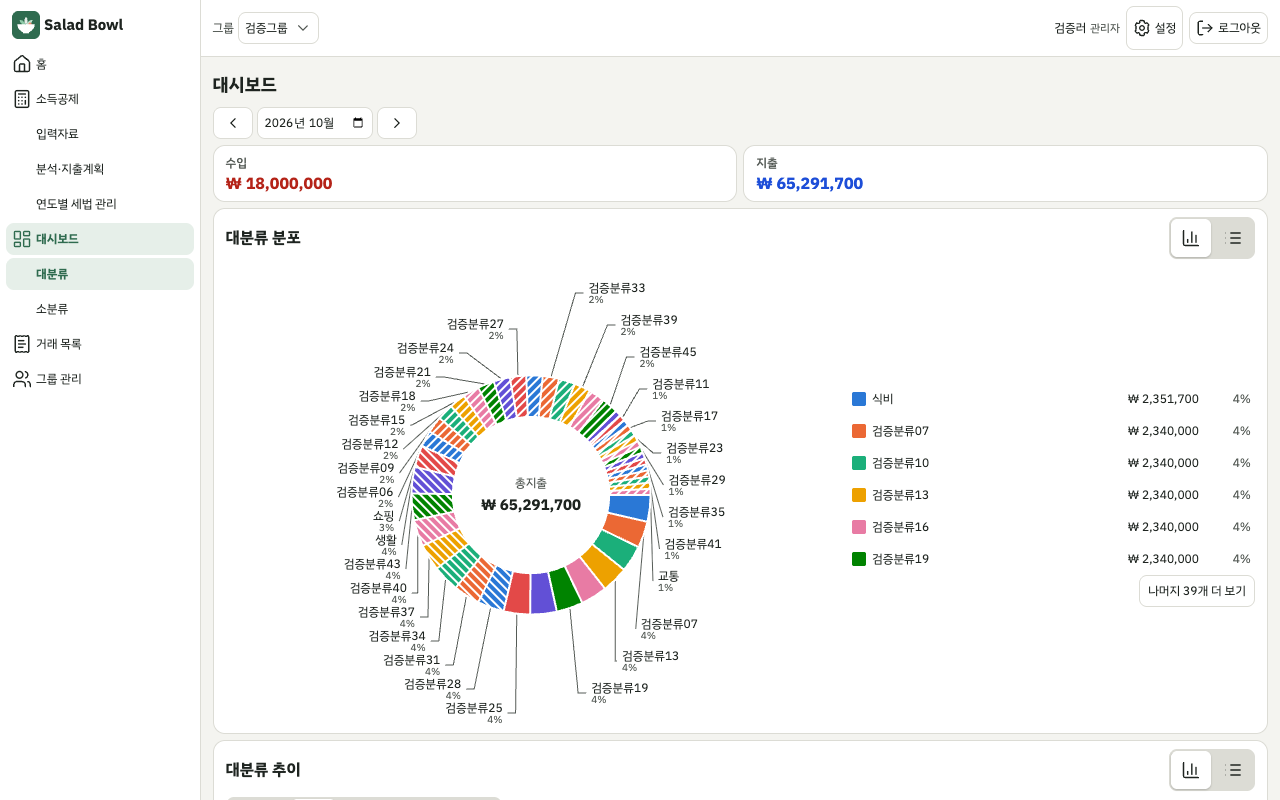 Salad Bowl
홈
소득공제
입력자료
분석·지출계획
연도별 세법 관리
대시보드
대분류
소분류
거래 목록
그룹 관리
그룹 검증그룹
검증러 관리자 설정 로그아웃
대시보드
2026년 10월
수입
₩ 18,000,000
지출
₩ 65,291,700
대분류 분포
검증분류33
2%
검증분류39
2%
검증분류45
2%
검증분류11
1%
검증분류17
1%
검증분류23
1%
검증분류29
1%
검증분류35
1%
검증분류41
1%
교통
1%
검증분류07
4%
검증분류13
4%
검증분류19
4%
검증분류25
4%
검증분류28
4%
검증분류31
4%
검증분류34
4%
검증분류37
4%
검증분류40
4%
검증분류43
4%
생활
4%
쇼핑
3%
검증분류06
2%
검증분류09
2%
검증분류12
2%
검증분류15
2%
검증분류18
2%
검증분류21
2%
검증분류24
2%
검증분류27
2%
총지출
₩ 65,291,700
식비 ₩ 2,351,700 4%
검증분류07 ₩ 2,340,000 4%
검증분류10 ₩ 2,340,000 4%
검증분류13 ₩ 2,340,000 4%
검증분류16 ₩ 2,340,000 4%
검증분류19 ₩ 2,340,000 4%
나머지 39개 더 보기
대분류 추이